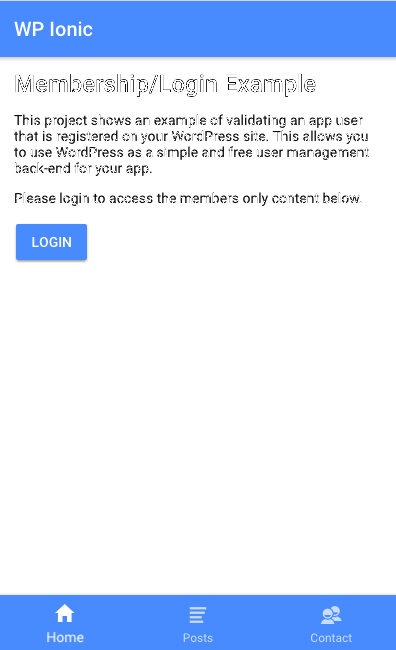 WP Ionic
Membership/Login Example
This project shows an example of validating an app user
that is registered on your WordPress site. This allows you
to use WordPress as a simple and free user management
back-end for your app.
Please login to access the members only content below.
LOGIN
Home
Posts
Contact